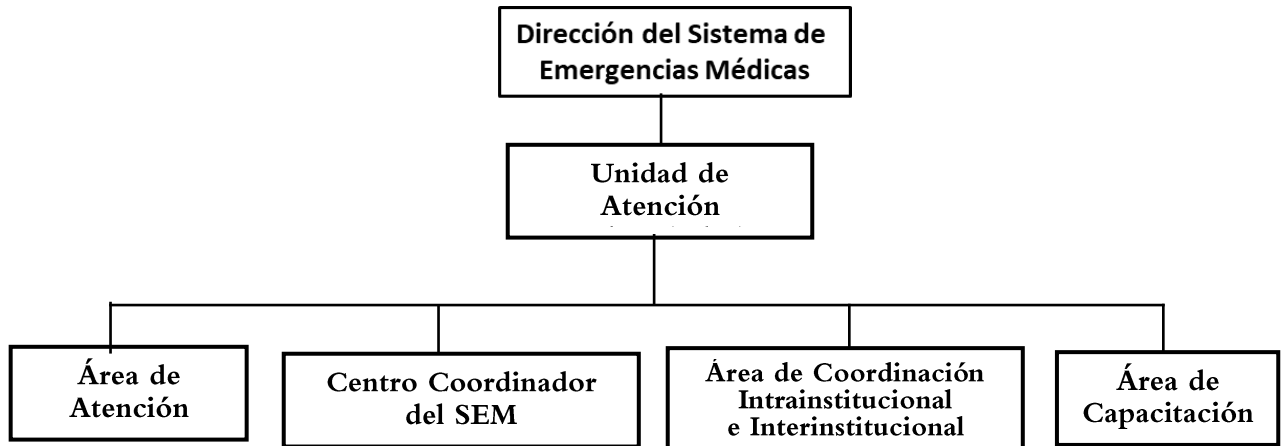 Dirección del Sistema de
Emergencias Médicas
Unidad de
Atención
Área de
Atención
Centro Coordinador
del SEM
Área de Coordinación
Intrainstitucional
e Interinstitucional
Área de
Capacitación